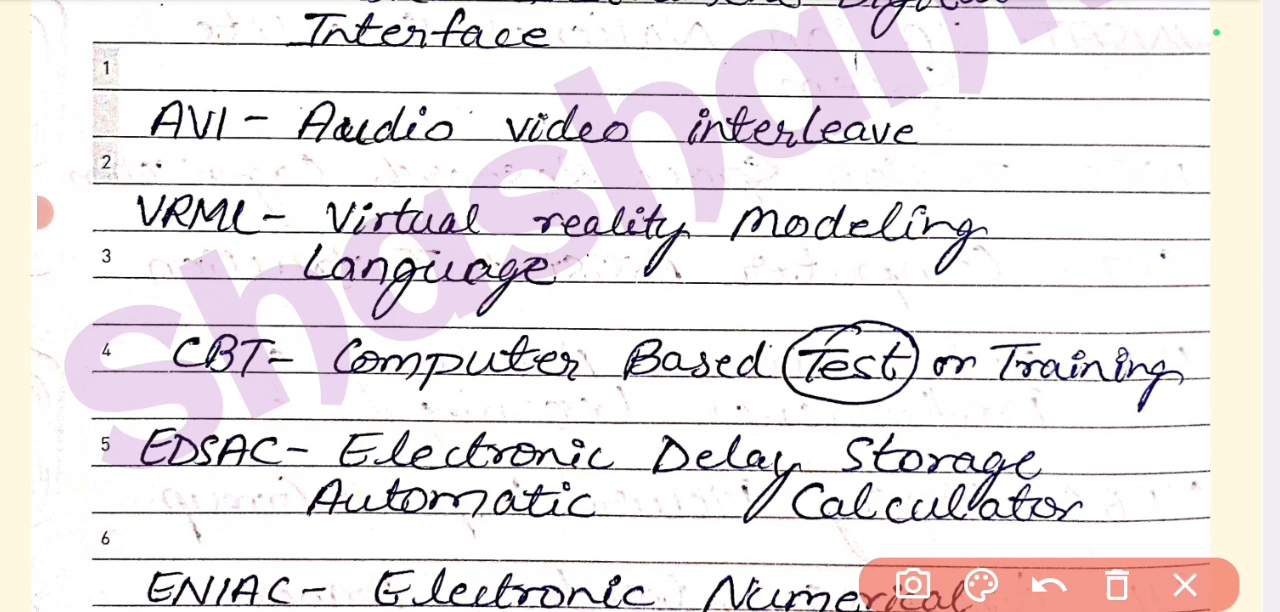 Interface
1
AVI - Audio video interleave
2
VRML - Virtual reality Modeling
3
Language
4 CBT - Computer Based Test or Training
5 EDSAC - Electronic Delay Storage
Automatic Calculator
6
ENIAC - Electronic Numerical